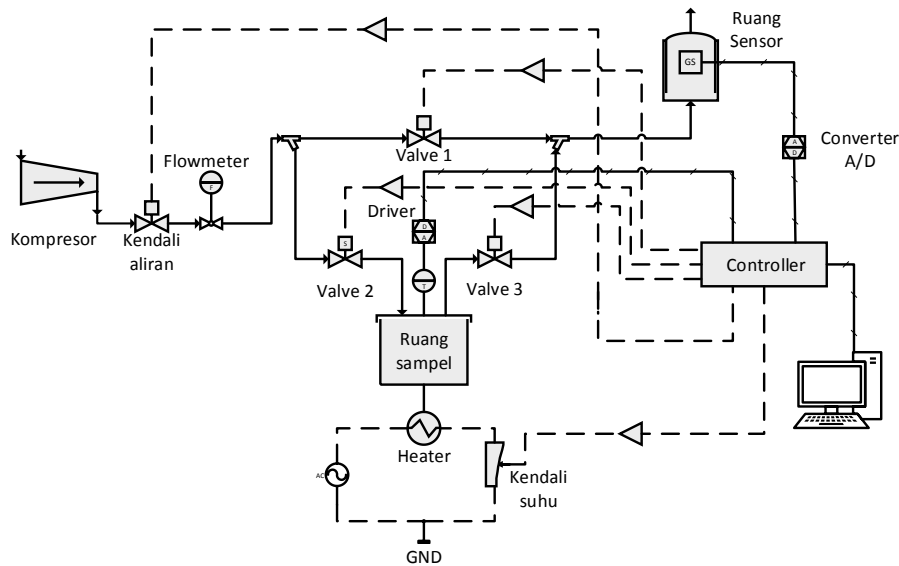 Ruang
Sensor
GS
Flowmeter
F
Valve 1
A
D
Converter
A/D
Kompresor
Kendali
aliran
Driver
S
D
A
Valve 2
T
Valve 3
Controller
Ruang
sampel
Heater
AC
Kendali
suhu
GND